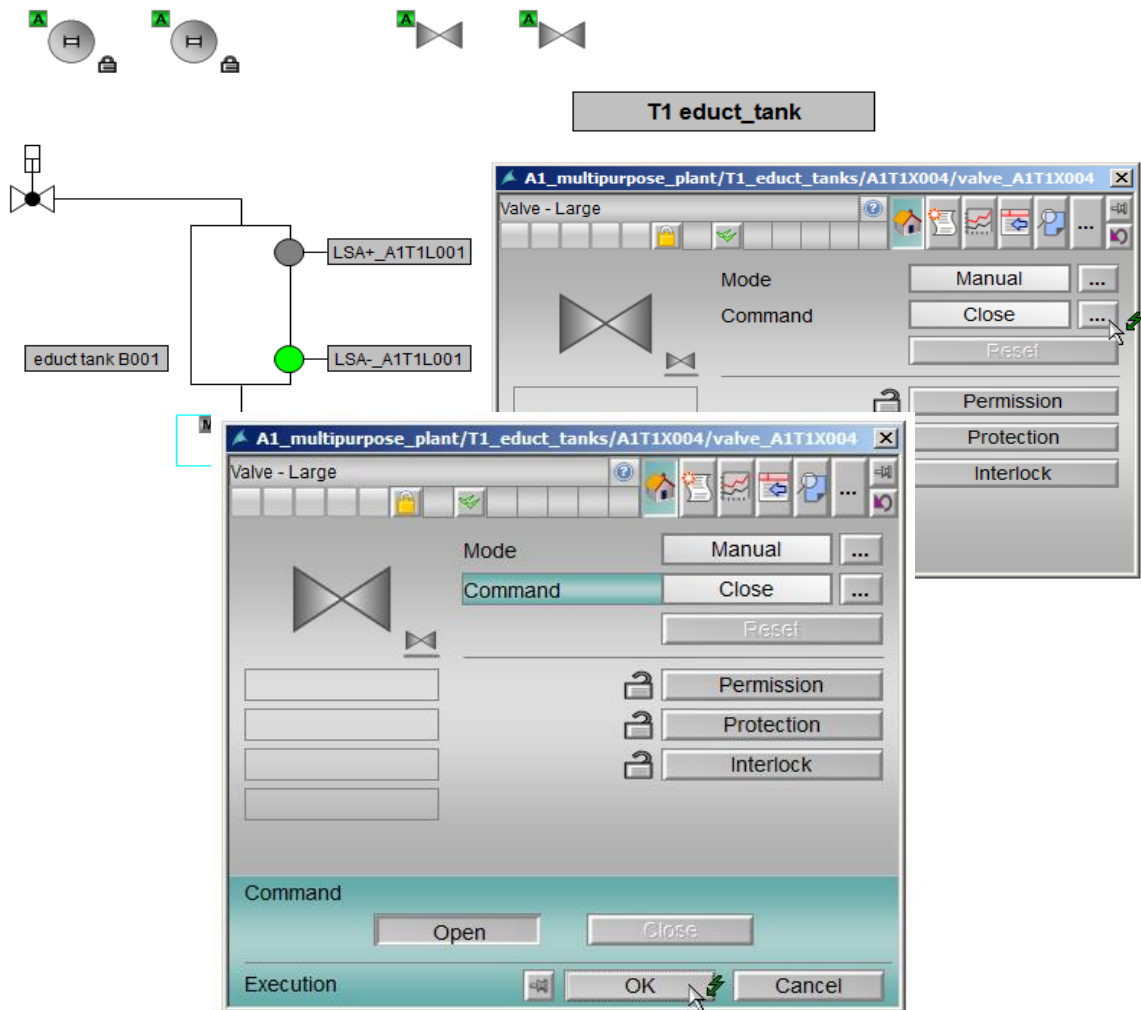 A
A
A
A
T1 educt_tank
A1_multipurpose_plant/T1_educt_tanks/A1T1X004/valve_A1T1X004
Valve - Large
...
LSA+_A1T1L001
Mode
Manual
...
Command
Close
...
Reset
educt tank B001
LSA-_A1T1L001
Permission
Protection
Interlock
M
A1_multipurpose_plant/T1_educt_tanks/A1T1X004/valve_A1T1X004
Valve - Large
...
Mode
Manual
...
Command
Close
...
Reset
Permission
Protection
Interlock
Command
Open
Close
Execution
OK
Cancel